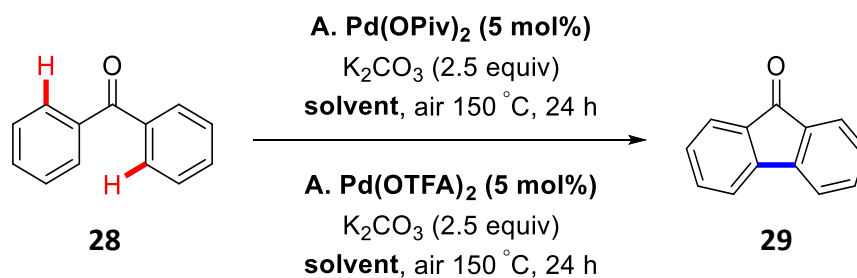 A. Pd(OPiv)₂ (5 mol%)
K₂CO₃ (2.5 equiv)
solvent, air 150 °C, 24 h
H
O
H
28
O
29
A. Pd(OTFA)₂ (5 mol%)
K₂CO₃ (2.5 equiv)
solvent, air 150 °C, 24 h